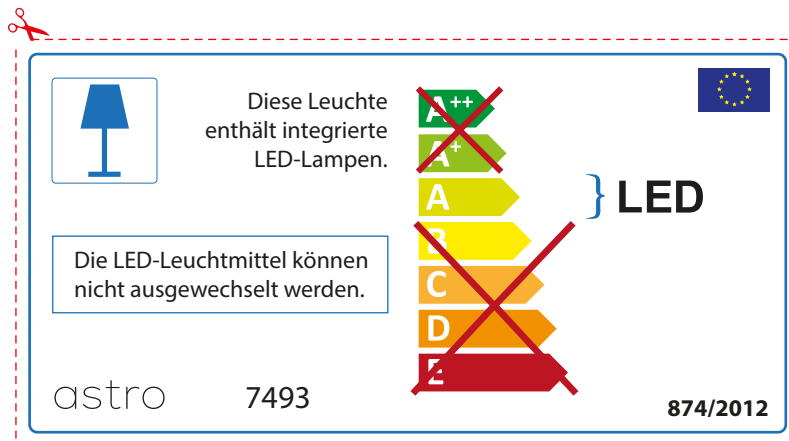 Diese Leuchte
enthält integrierte
LED-Lampen.
Die LED-Leuchtmittel können
nicht ausgewechselt werden.
A++
A+
A
B
C
D
E
LED
astro
7493
874/2012